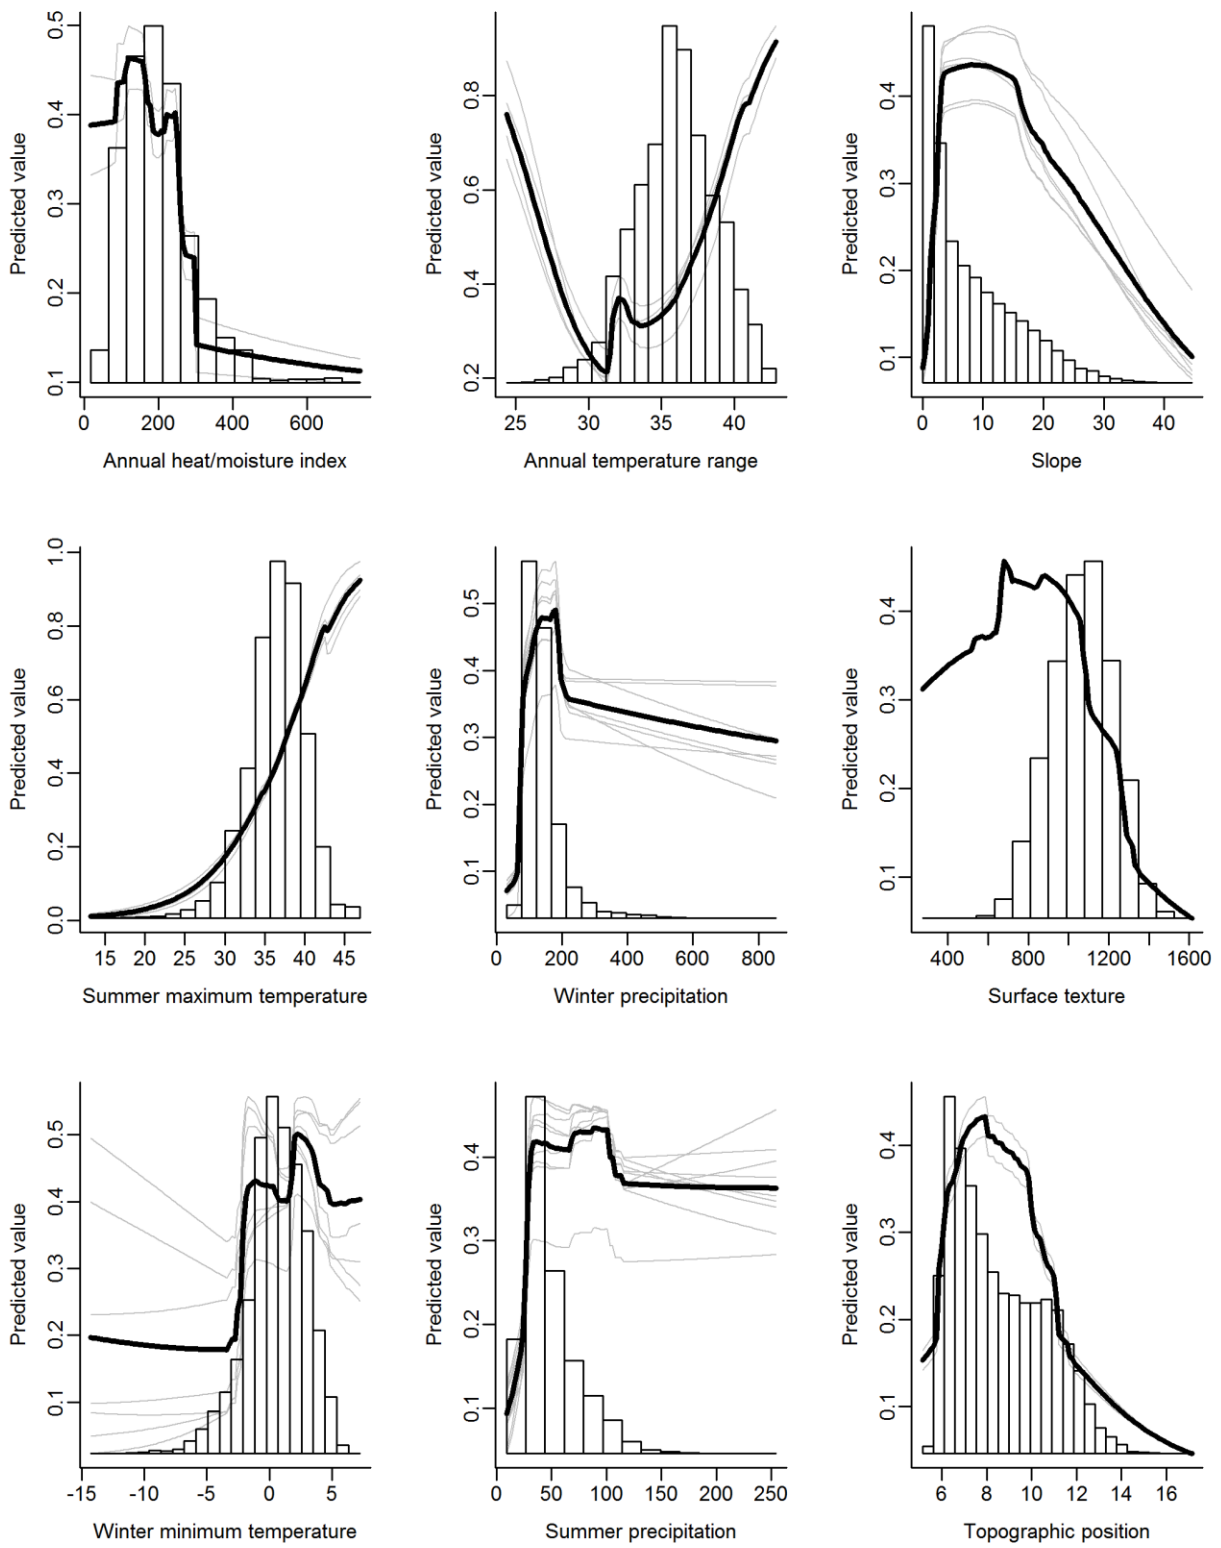 Predicted value
0.1 0.2 0.3 0.4 0.5
0 200 400 600
Annual heat/moisture index
Predicted value
0.2 0.4 0.6 0.8
25 30 35 40
Annual temperature range
Predicted value
0.1 0.2 0.3 0.4
0 10 20 30 40
Slope
Predicted value
0.0 0.2 0.4 0.6 0.8 1.0
15 20 25 30 35 40 45
Summer maximum temperature
Predicted value
0.1 0.2 0.3 0.4 0.5
0 200 400 600 800
Winter precipitation
Predicted value
0.1 0.2 0.3 0.4
400 800 1200 1600
Surface texture
Predicted value
0.1 0.2 0.3 0.4 0.5
-15 -10 -5 0 5
Winter minimum temperature
Predicted value
0.1 0.2 0.3 0.4
0 50 100 150 200 250
Summer precipitation
Predicted value
0.1 0.2 0.3 0.4
6 8 10 12 14 16
Topographic position